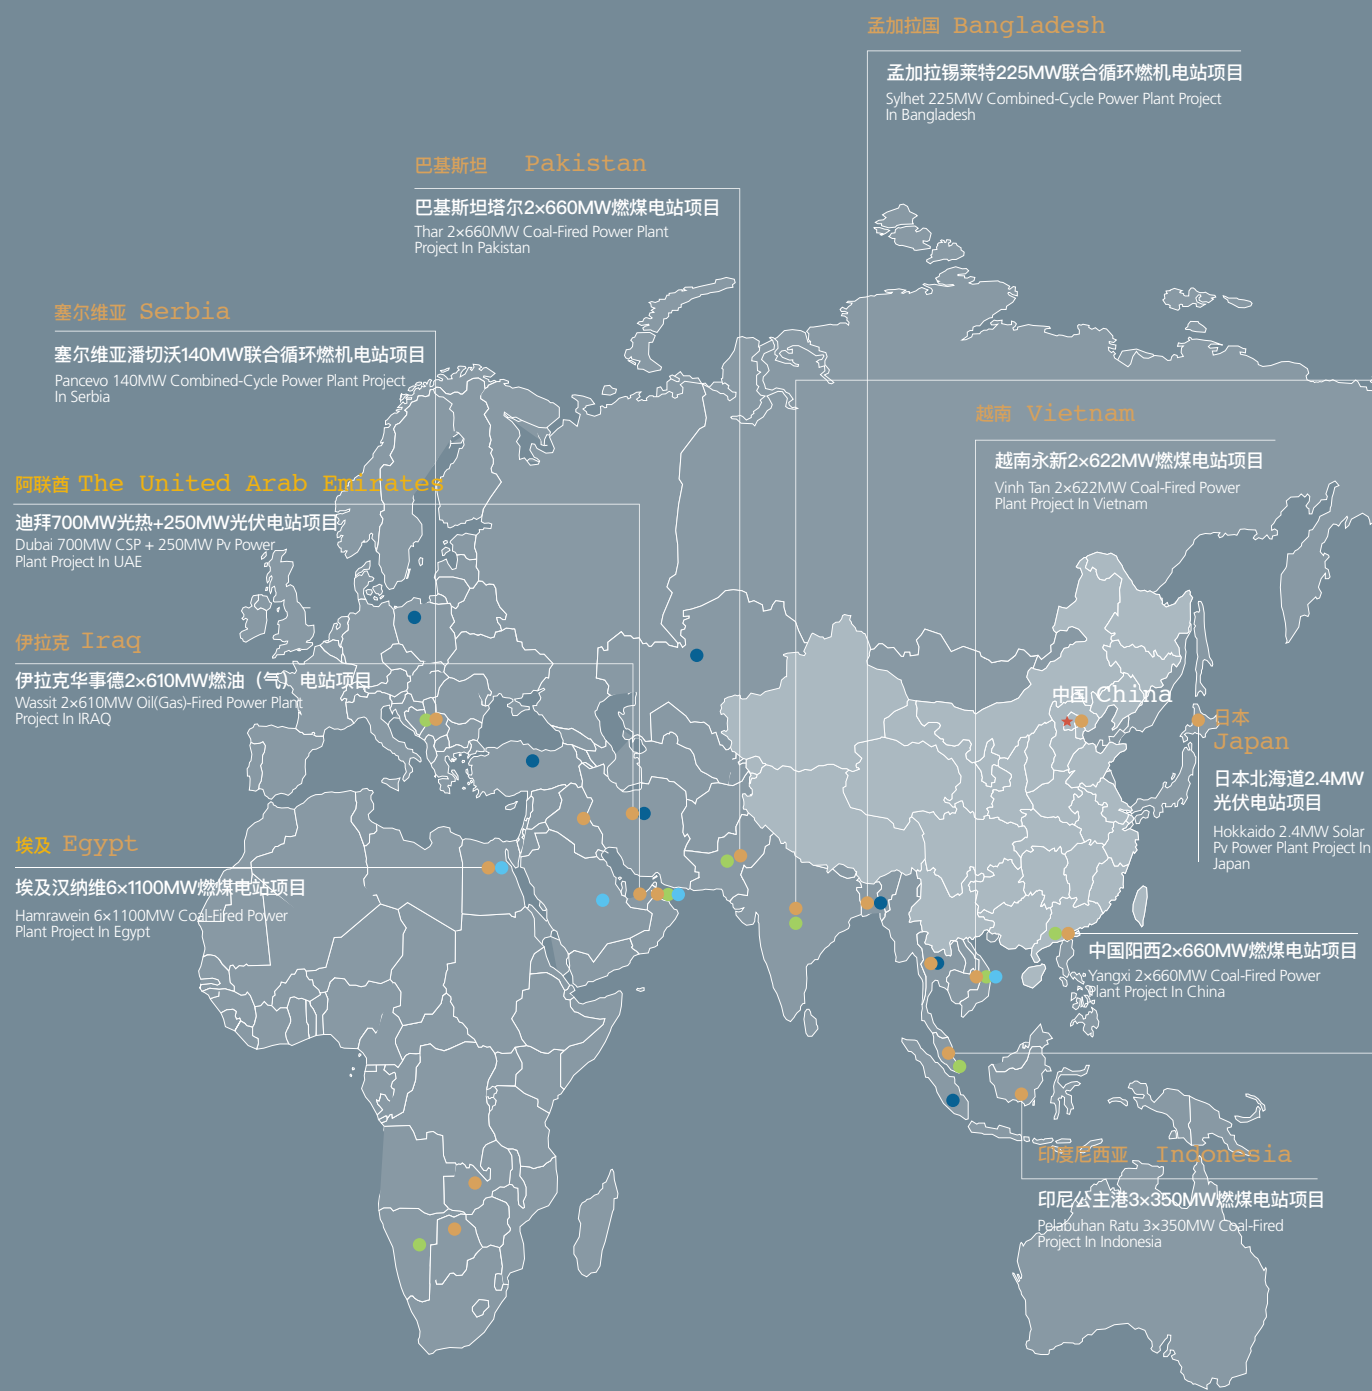 孟加拉国 Bangladesh
孟加拉锡莱特225MW联合循环燃机电站项目
Sylhet 225MW Combined-Cycle Power Plant Project
In Bangladesh
巴基斯坦 Pakistan
巴基斯坦塔尔2×660MW燃煤电站项目
Thar 2×660MW Coal-Fired Power Plant
Project In Pakistan
塞尔维亚 Serbia
塞尔维亚潘切沃140MW联合循环燃机电站项目
Pancevo 140MW Combined-Cycle Power Plant Project
In Serbia
越南 Vietnam
越南永新2×622MW燃煤电站项目
Vinh Tan 2×622MW Coal-Fired Power
Plant Project In Vietnam
阿联酋 The United Arab Emirates
迪拜700MW光热+250MW光伏电站项目
Dubai 700MW CSP + 250MW Pv Power
Plant Project In UAE
伊拉克 Iraq
伊拉克华事德2×610MW燃油（气）电站项目
Wassit 2×610MW Oil(Gas)-Fired Power Plant
Project In IRAQ
中国 China
日本
Japan
日本北海道2.4MW
光伏电站项目
Hokkaido 2.4MW Solar
Pv Power Plant Project In
Japan
埃及 Egypt
埃及汉纳维6×1100MW燃煤电站项目
Hamrawein 6×1100MW Coal-Fired Power
Plant Project In Egypt
中国阳西2×660MW燃煤电站项目
Yangxi 2×660MW Coal-Fired Power
Plant Project In China
印度尼西亚 Indonesia
印尼公主港3×350MW燃煤电站项目
Pelabuhan Ratu 3×350MW Coal-Fired
Project In Indonesia